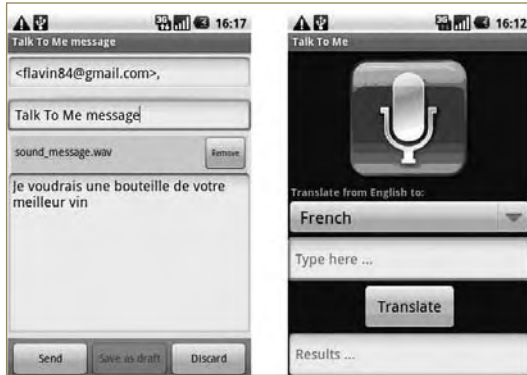 16:17
Talk To Me message
<flavin84@gmail.com>,
Talk To Me message
sound_message.wav
Remove
Je voudrais une bouteille de votre
meilleur vin
Send
Save as draft
Discard
3G
16:12
Talk To Me
Translate from English to:
French
Type here ...
Translate
Results ...